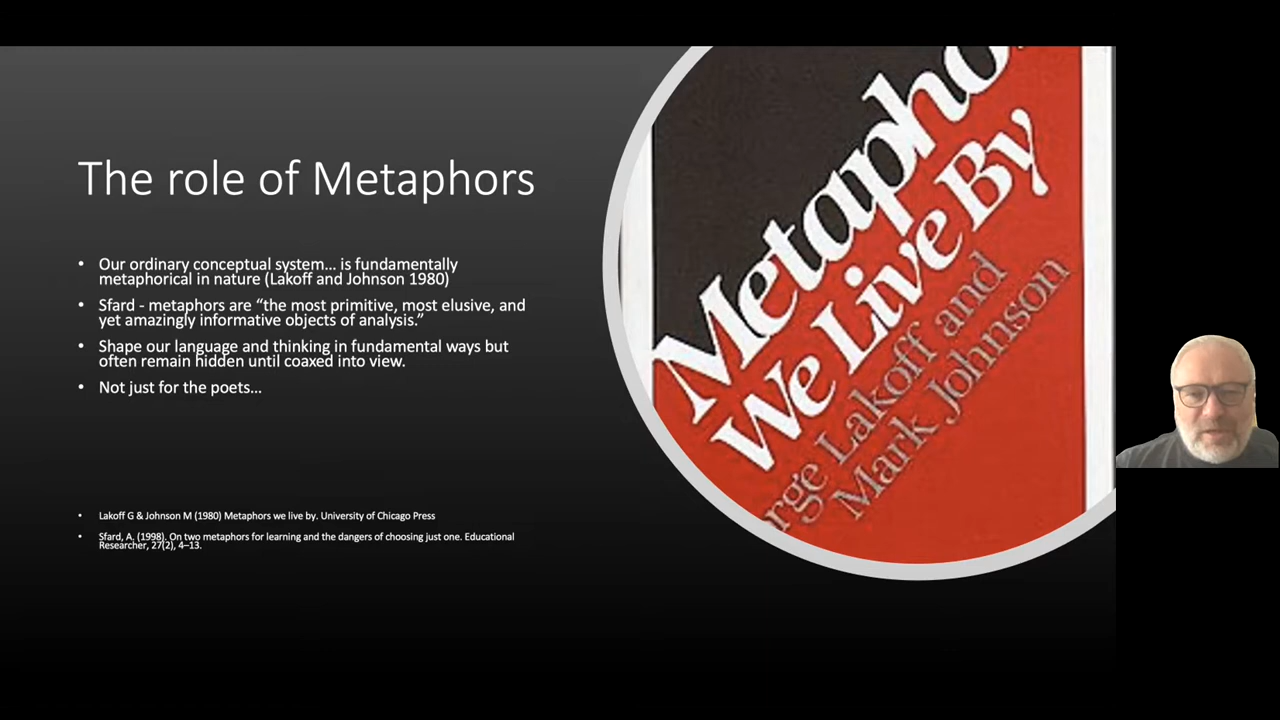 The role of Metaphors
• Our ordinary conceptual system... is fundamentally
metaphorical in nature (Lakoff and Johnson 1980)
• Sfard - metaphors are “the most primitive, most elusive, and
yet amazingly informative objects of analysis.”
• Shape our language and thinking in fundamental ways but
often remain hidden until coaxed into view.
• Not just for the poets...
• Lakoff G & Johnson M (1980) Metaphors we live by. University of Chicago Press
• Sfard, A. (1998). On two metaphors for learning and the dangers of choosing just one. Educational
Researcher, 27(2), 4–13.
Metapho
We Live By
rge Lakoff and
Mark Johnson